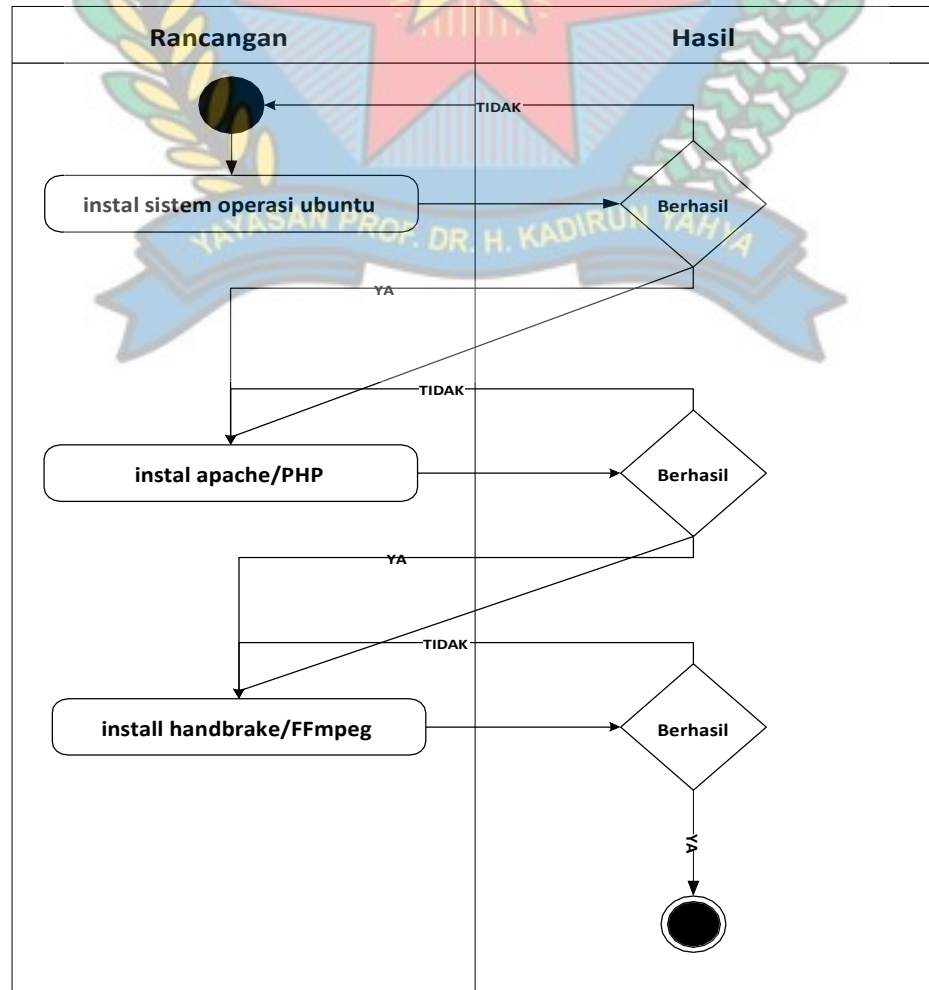 Rancangan
Hasil
TIDAK
instal sistem operasi ubuntu
Berhasil
YAYASAN PROF. DR. H. KADIRUN YAHYA
YA
TIDAK
instal apache/PHP
Berhasil
YA
TIDAK
install handbrake/FFmpeg
Berhasil
YA